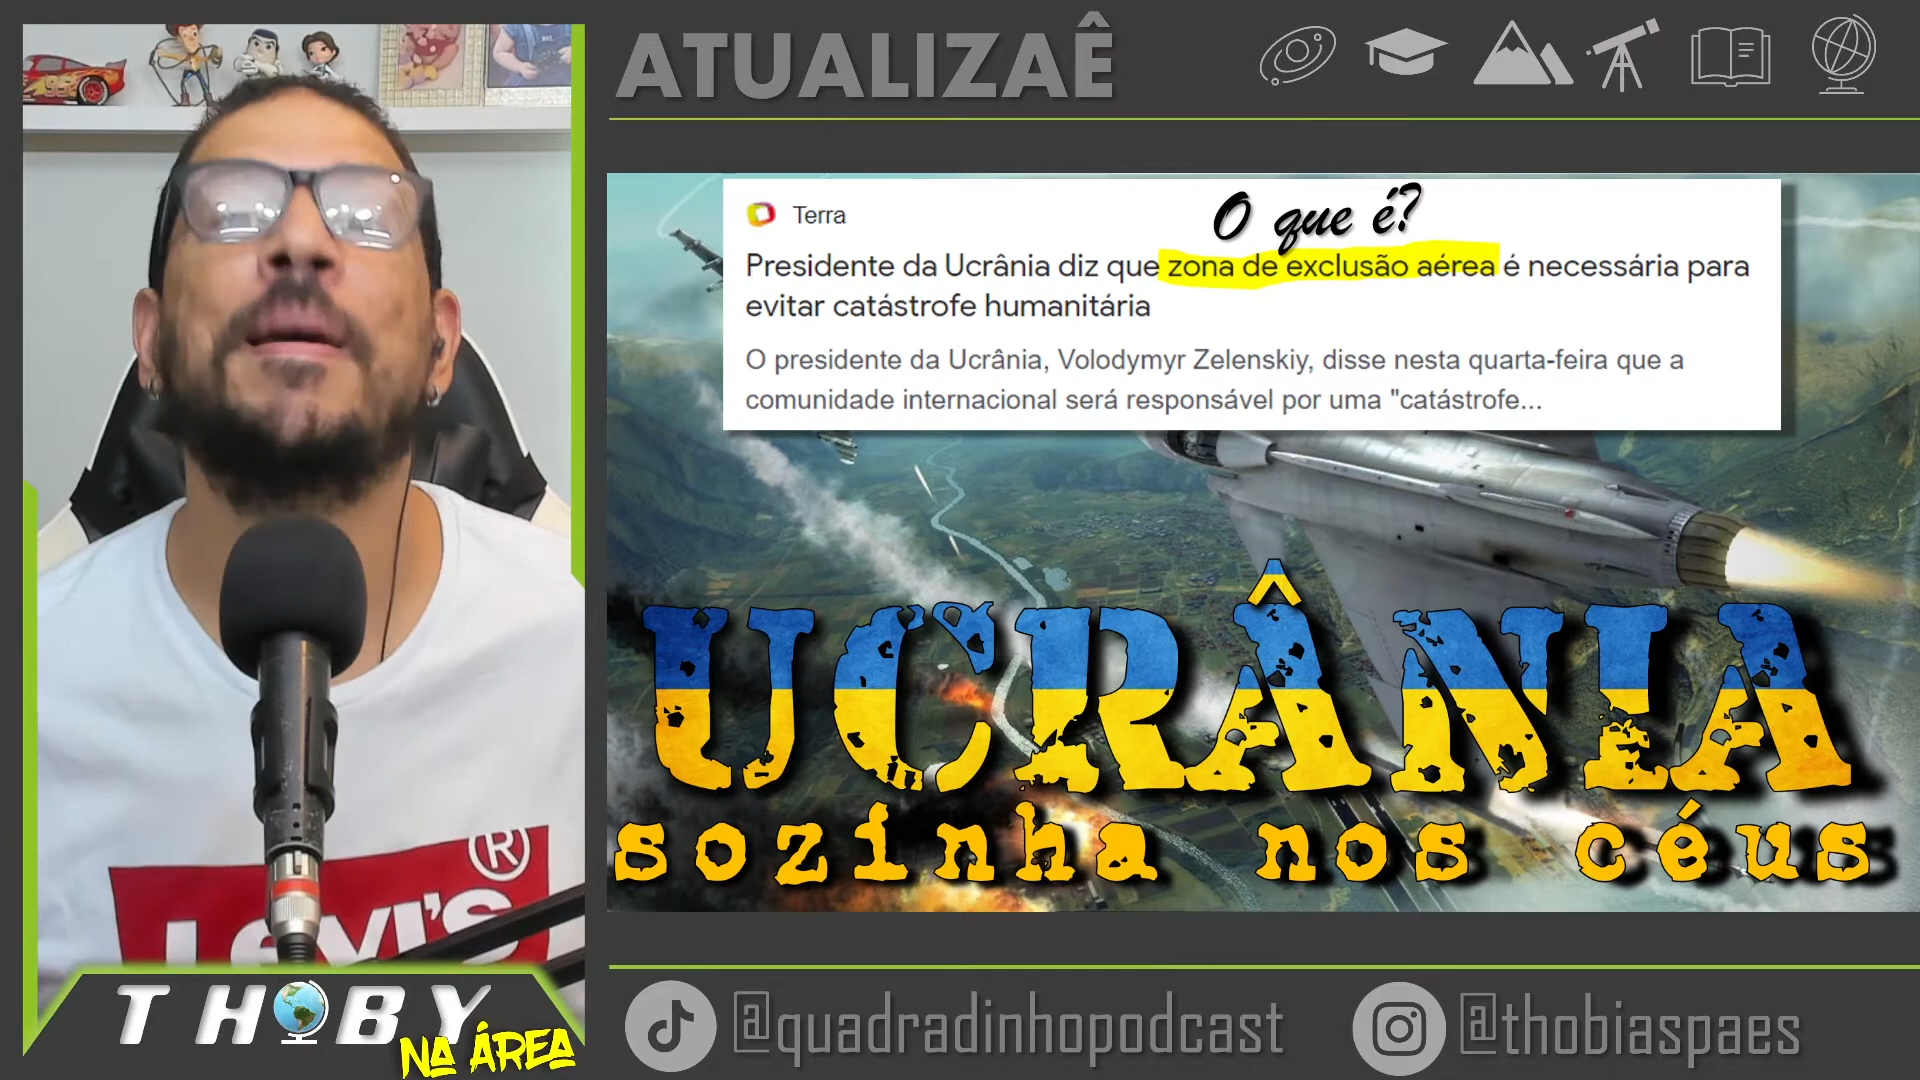 ATUALIZAÊ
Terra
O que é?
Presidente da Ucrânia diz que zona de exclusão aérea é necessária para
evitar catástrofe humanitária
O presidente da Ucrânia, Volodymyr Zelenskiy, disse nesta quarta-feira que a
comunidade internacional será responsável por uma "catástrofe...
UCRÂNIA
sozinha nos céus
95
®
LEVI'S
THOBY
NA ÁREA
@quadradinhopodcast
@thobiaspaes